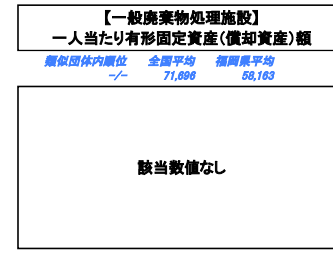 【一般廃棄物処理施設】
一人当たり有形固定資産(償却資産)額
類似団体内順位 全国平均 福岡県平均
-/- 71,696 58,163
該当数値なし